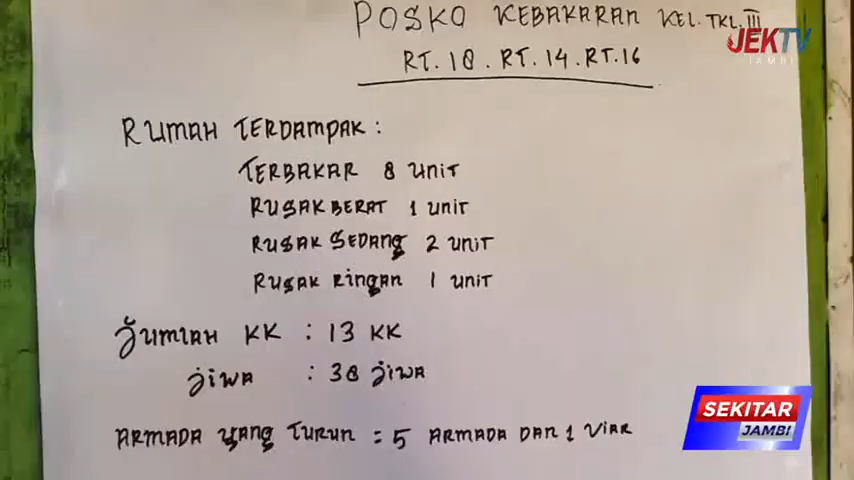 POSKO KEBAKARAN KEL. TKL. III
JEKTV
JAMBI
RT. 18 . RT. 14 . RT. 16
RUMAH TERDAMPAK :
TERBAKAR 8 UNIT
RUSAK BERAT 1 UNIT
RUSAK SEDANG 2 UNIT
RUSAK RINGAN 1 UNIT
JUMLAH KK : 13 KK
JIWA : 38 JIWA
SEKITAR
JAMBI
ARMADA YANG TURUN = 5 ARMADA DAN 1 VIAR